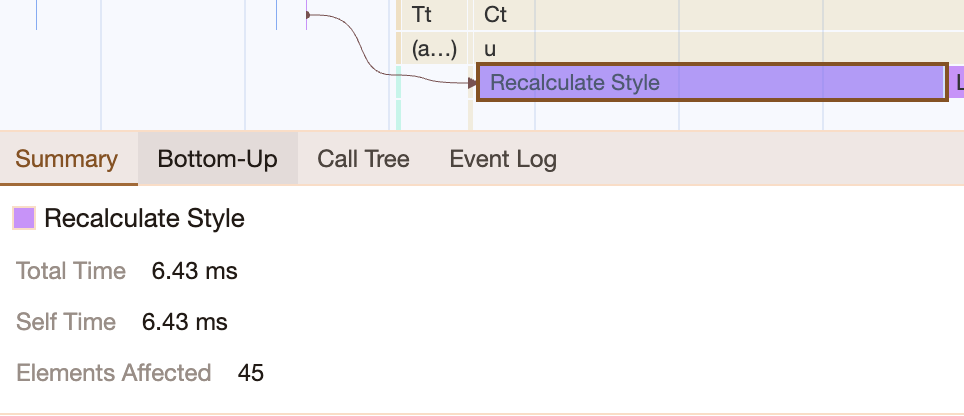 Tt Ct
(a...) u
Recalculate Style L
Summary Bottom-Up Call Tree Event Log
Recalculate Style
Total Time 6.43 ms
Self Time 6.43 ms
Elements Affected 45